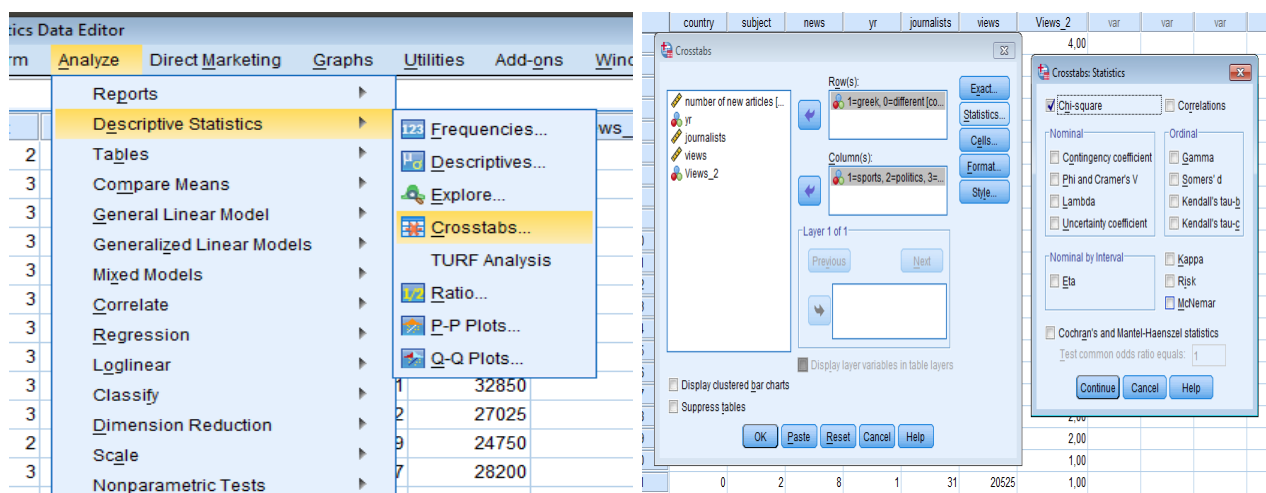 tics Data Editor
rm Analyze Direct Marketing Graphs Utilities Add-ons Wind
Reports
Descriptive Statistics
Tables
Compare Means
General Linear Model
Generalized Linear Models
Mixed Models
Correlate
Regression
Loglinear
Classify
Dimension Reduction
Scale
Nonparametric Tests
Frequencies...
Descriptives...
Explore...
Crosstabs...
TURF Analysis
Ratio...
P-P Plots...
Q-Q Plots...
ws_
2
3
3
3
3
3
3
3
3 1 32850
3 2 27025
2 9 24750
3 7 28200
country subject news yr journalists views Views_2 var var var
4,00
Crosstabs
number of new articles [...
yr
journalists
views
Views_2
Row(s):
1=greek, 0=different [co...
Column(s):
1=sports, 2=politics, 3=...
Layer 1 of 1
Previous Next
Display layer variables in table layers
Display clustered bar charts
Suppress tables
OK Paste Reset Cancel Help
Exact...
Statistics...
Cells...
Format...
Style...
Crosstabs: Statistics
Chi-square Correlations
Nominal Ordinal
Contingency coefficient Gamma
Phi and Cramer's V Somers' d
Lambda Kendall's tau-b
Uncertainty coefficient Kendall's tau-c
Nominal by Interval Kappa
Eta Risk
McNemar
Cochran's and Mantel-Haenszel statistics
Test common odds ratio equals: 1
Continue Cancel Help
2,00
2,00
1,00
0 2 8 1 31 20525 1,00